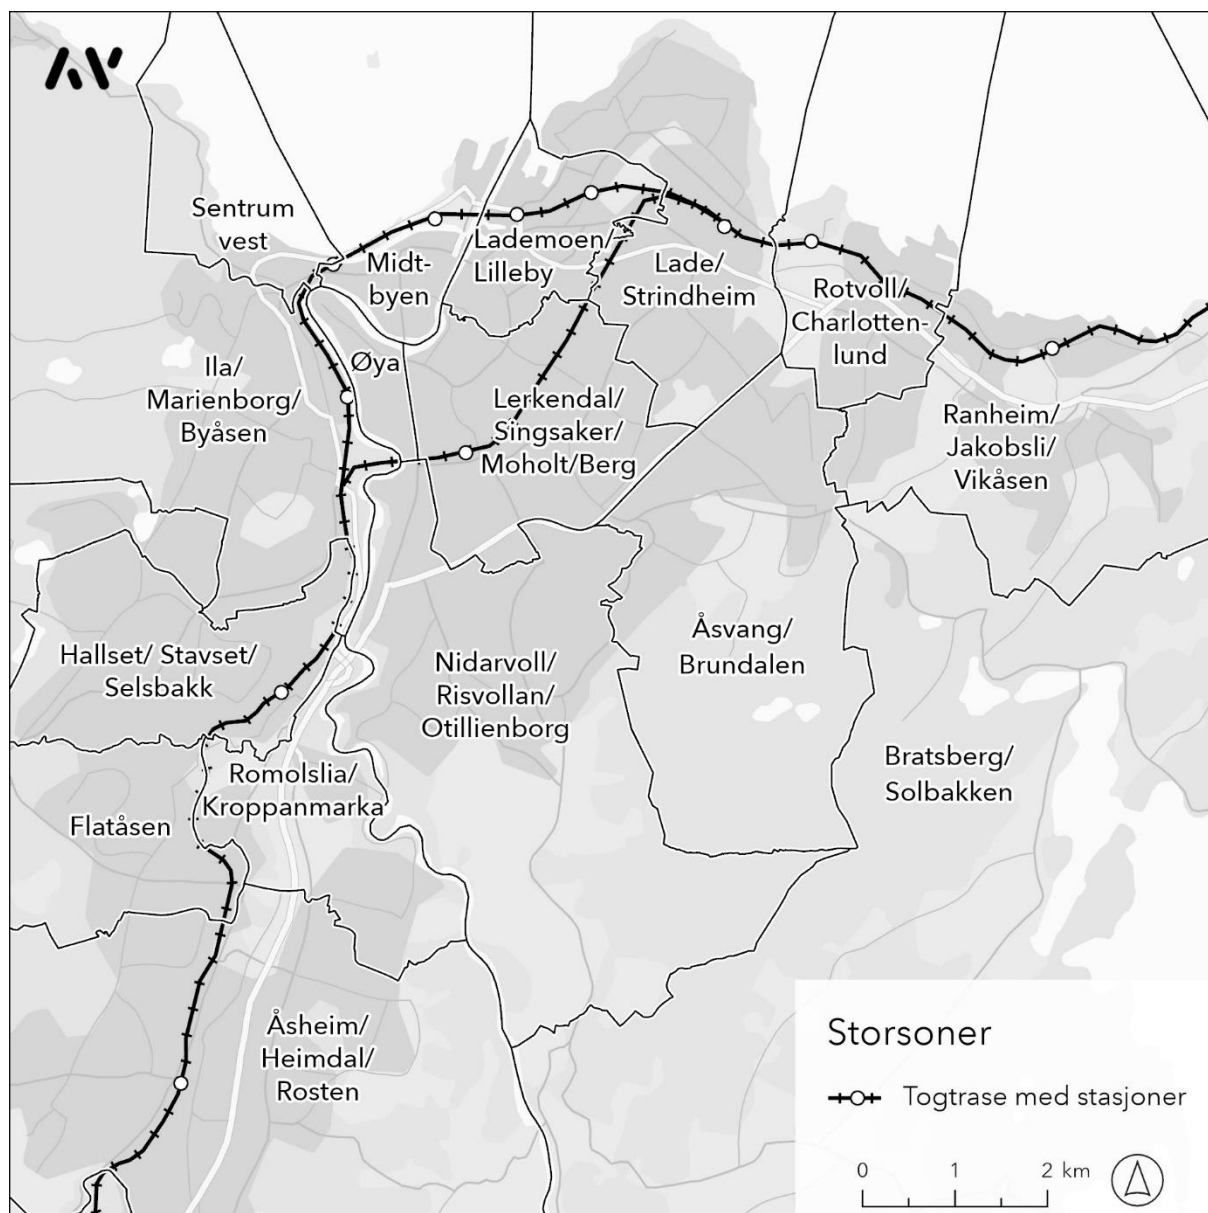 Sentrum
vest
Midt-
byen
Lademoen/
Lilleby
Lade/
Strindheim
Rotvoll/
Charlotten-
lund
Øya
Ila/
Marienborg/
Byåsen
Lerkendal/
Singsaker/
Moholt/Berg
Ranheim/
Jakobsli/
Vikåsen
Hallset/ Stavset/
Selsbakk
Nidarvoll/
Risvollan/
Otillienborg
Åsvang/
Brundalen
Romolslia/
Kroppanmarka
Flatåsen
Bratsberg/
Solbakken
Åsheim/
Heimdal/
Rosten
Storsoner
Togtrase med stasjoner
0 1 2 km